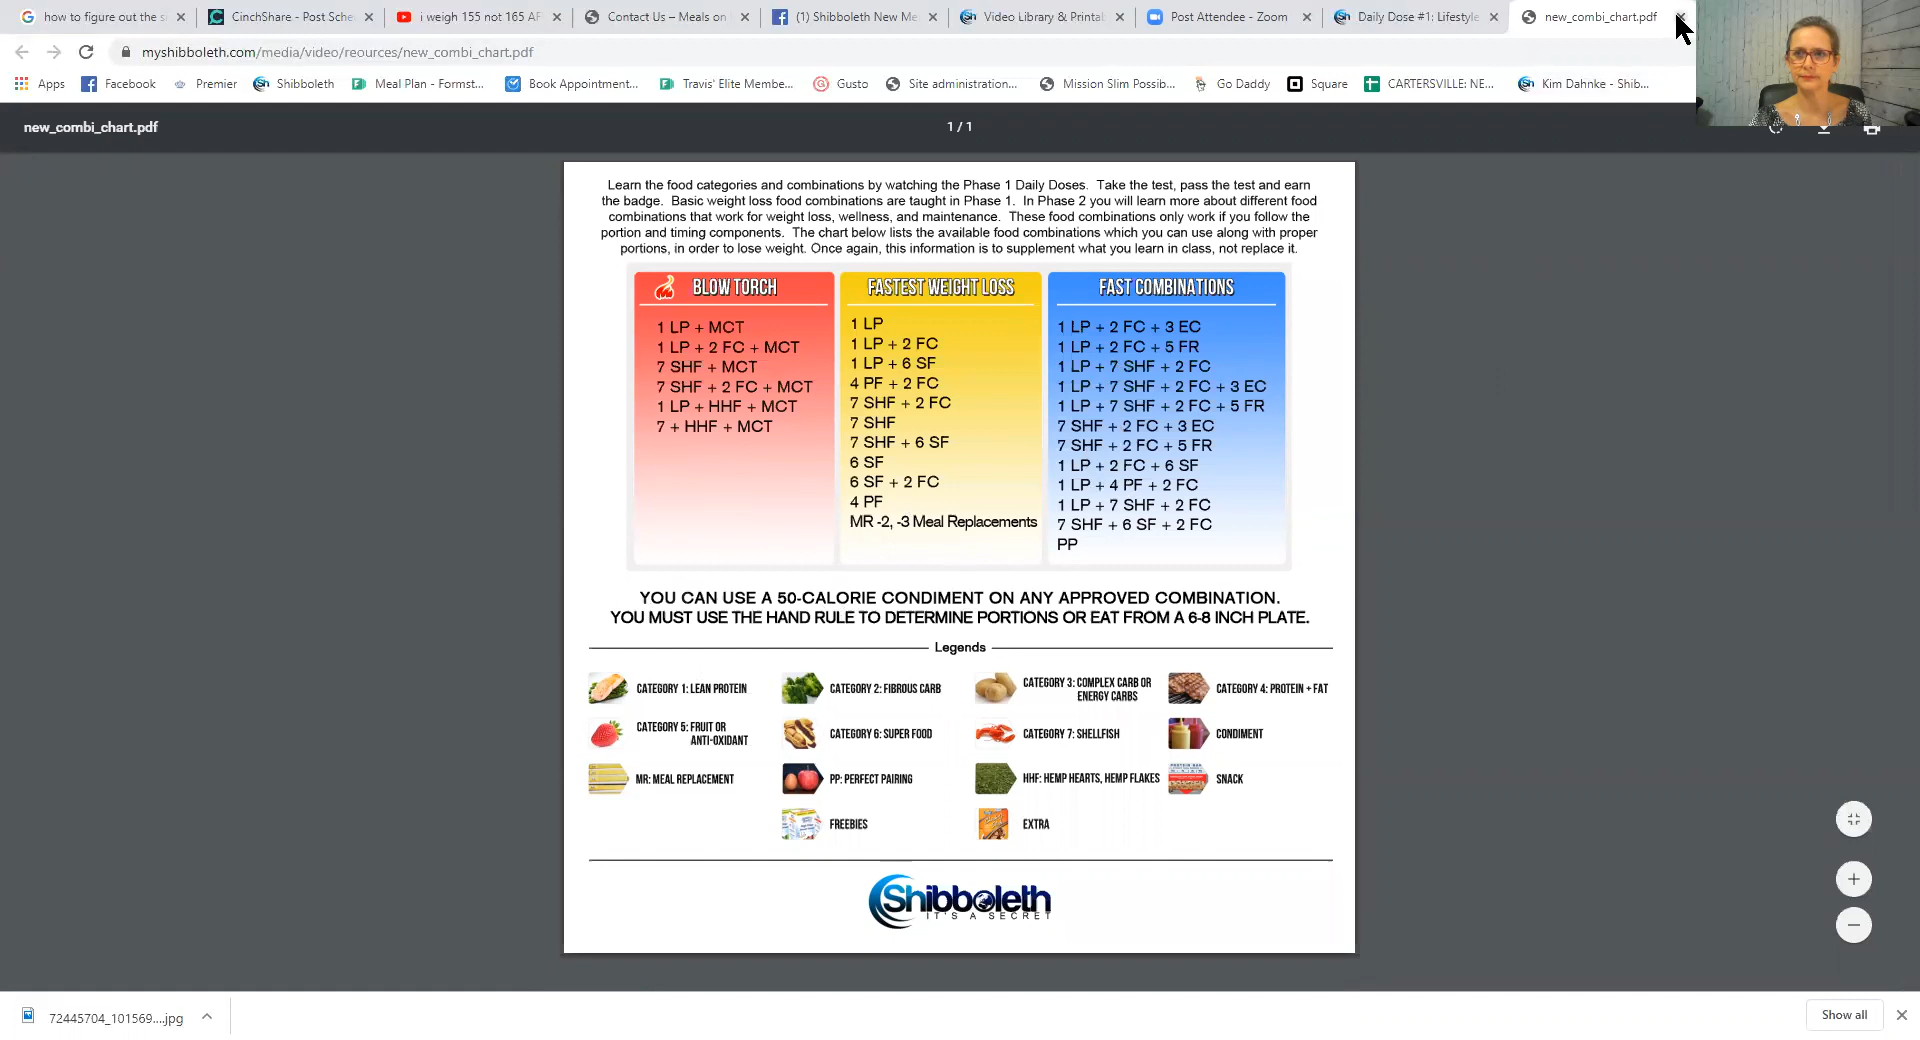 how to figure out the s
CinchShare - Post Sche
i weigh 155 not 165 AF
Contact Us – Meals on
(1) Shibboleth New Me
Video Library & Printab
Post Attendee - Zoom
Daily Dose #1: Lifestyle
new_combi_chart.pdf
myshibboleth.com/media/video/reources/new_combi_chart.pdf
Apps
Facebook
Premier
Shibboleth
Meal Plan - Formst...
Book Appointment...
Travis' Elite Membe...
Gusto
Site administration...
Mission Slim Possib...
Go Daddy
Square
CARTERSVILLE: NE...
Kim Dahnke - Shib...
new_combi_chart.pdf
1 / 1
Learn the food categories and combinations by watching the Phase 1 Daily Doses. Take the test, pass the test and earn
the badge. Basic weight loss food combinations are taught in Phase 1. In Phase 2 you will learn more about different food
combinations that work for weight loss, wellness, and maintenance. These food combinations only work if you follow the
portion and timing components. The chart below lists the available food combinations which you can use along with proper
portions, in order to lose weight. Once again, this information is to supplement what you learn in class, not replace it.
BLOW TORCH
1 LP + MCT
1 LP + 2 FC + MCT
7 SHF + MCT
7 SHF + 2 FC + MCT
1 LP + HHF + MCT
7 + HHF + MCT
FASTEST WEIGHT LOSS
1 LP
1 LP + 2 FC
1 LP + 6 SF
4 PF + 2 FC
7 SHF + 2 FC
7 SHF
7 SHF + 6 SF
6 SF
6 SF + 2 FC
4 PF
MR -2, -3 Meal Replacements
FAST COMBINATIONS
1 LP + 2 FC + 3 EC
1 LP + 2 FC + 5 FR
1 LP + 7 SHF + 2 FC
1 LP + 7 SHF + 2 FC + 3 EC
1 LP + 7 SHF + 2 FC + 5 FR
7 SHF + 2 FC + 3 EC
7 SHF + 2 FC + 5 FR
1 LP + 2 FC + 6 SF
1 LP + 4 PF + 2 FC
1 LP + 7 SHF + 2 FC
7 SHF + 6 SF + 2 FC
PP
YOU CAN USE A 50-CALORIE CONDIMENT ON ANY APPROVED COMBINATION.
YOU MUST USE THE HAND RULE TO DETERMINE PORTIONS OR EAT FROM A 6-8 INCH PLATE.
Legends
CATEGORY 1: LEAN PROTEIN
CATEGORY 2: FIBROUS CARB
CATEGORY 3: COMPLEX CARB OR
ENERGY CARBS
CATEGORY 4: PROTEIN + FAT
CATEGORY 5: FRUIT OR
ANTI-OXIDANT
CATEGORY 6: SUPER FOOD
CATEGORY 7: SHELLFISH
CONDIMENT
MR: MEAL REPLACEMENT
PP: PERFECT PAIRING
HHF: HEMP HEARTS, HEMP FLAKES
SNACK
FREEBIES
EXTRA
Shibboleth
IT'S A SECRET
72445704_101569....jpg
Show all